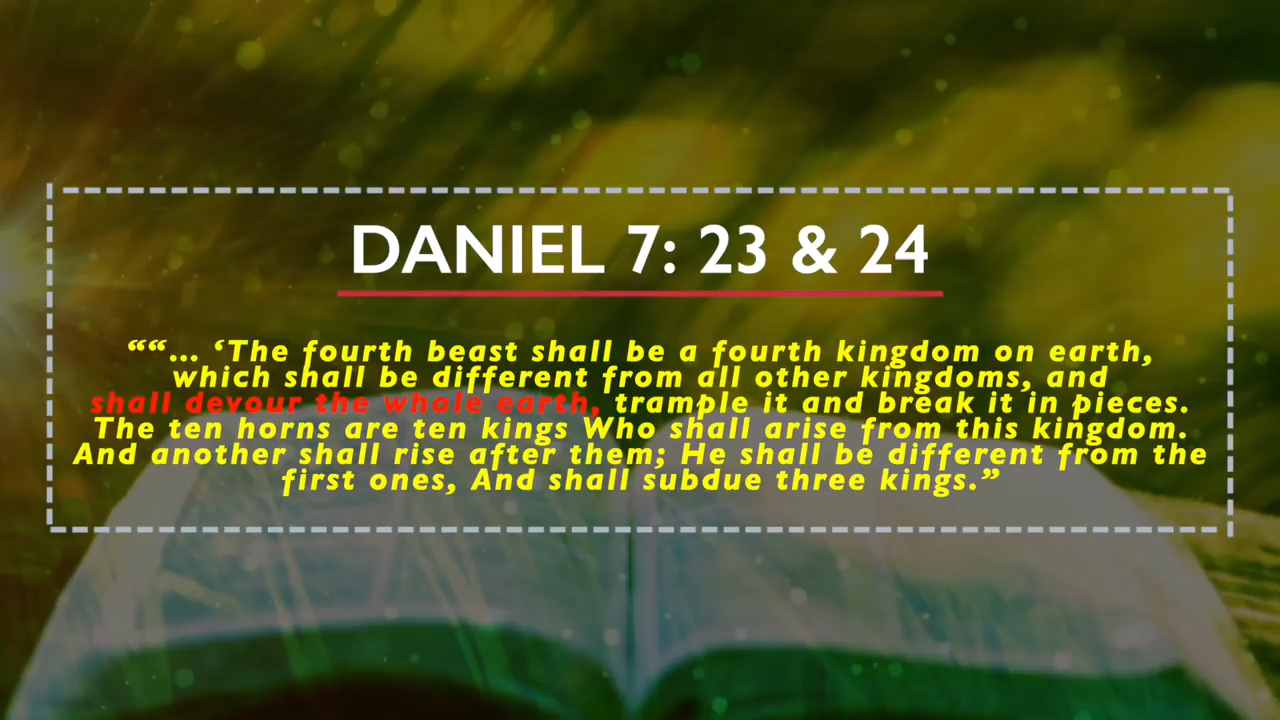 DANIEL 7: 23 & 24
““... ‘The fourth beast shall be a fourth kingdom on earth,
which shall be different from all other kingdoms, and
shall devour the whole earth, trample it and break it in pieces.
The ten horns are ten kings Who shall arise from this kingdom.
And another shall rise after them; He shall be different from the
first ones, And shall subdue three kings.”